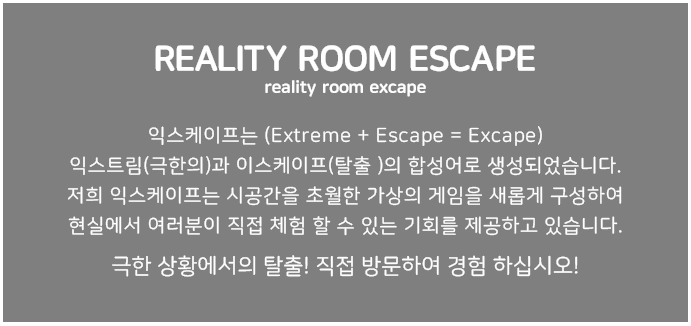 REALITY ROOM ESCAPE
reality room excape
익스케이프는 (Extreme + Escape = Excape)
익스트림(극한의)과 이스케이프(탈출 )의 합성어로 생성되었습니다.
저희 익스케이프는 시공간을 초월한 가상의 게임을 새롭게 구성하여
현실에서 여러분이 직접 체험 할 수 있는 기회를 제공하고 있습니다.
극한 상황에서의 탈출! 직접 방문하여 경험 하십시오!